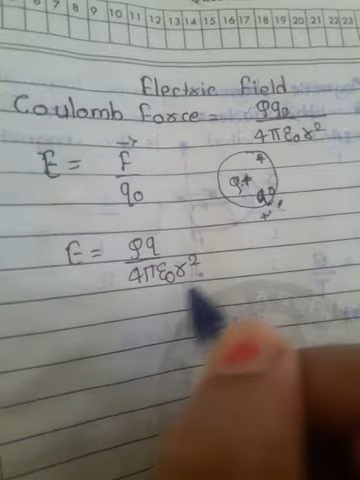 7 8 9 10 11 12 13 14 15 16 17 18 19 20 21 22 23
Electric Field
Coulomb force = Qq₀ / 4πε₀r²
E = F⃗ / q₀
Q+
E = Qq / 4πε₀r²